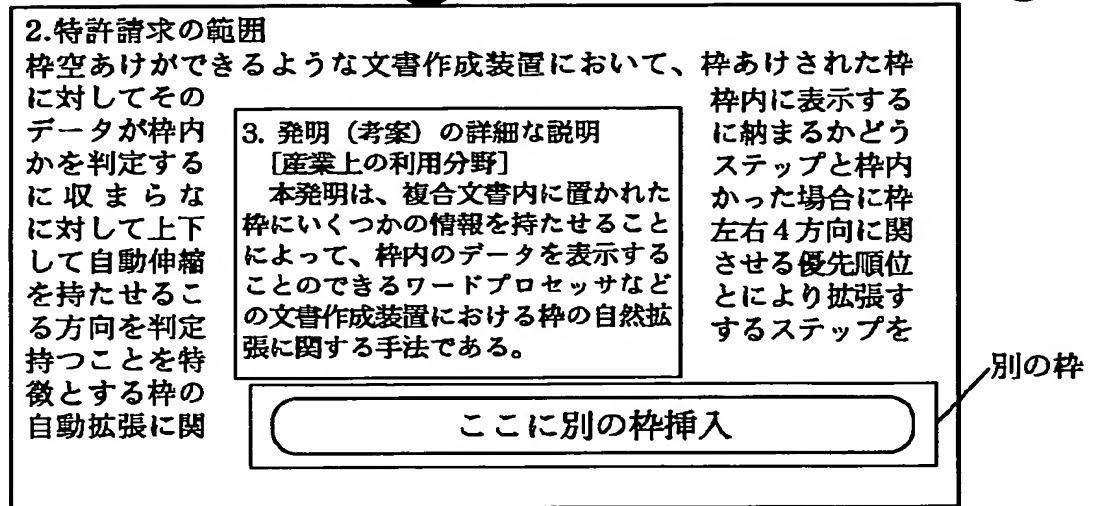 2.特許請求の範囲
枠空あけができるような文書作成装置において、枠あけされた枠
に対してその 枠内に表示する
データが枠内 に納まるかどう
かを判定する ステップと枠内
に収まらな かった場合に枠
に対して上下 左右4方向に関
して自動伸縮 させる優先順位
を持たせるこ とにより拡張す
る方向を判定 するステップを
持つことを特
徴とする枠の
自動拡張に関
3. 発明（考案）の詳細な説明
［産業上の利用分野］
本発明は、複合文書内に置かれた
枠にいくつかの情報を持たせること
によって、枠内のデータを表示する
ことのできるワードプロセッサなど
の文書作成装置における枠の自然拡
張に関する手法である。
ここに別の枠挿入
別の枠